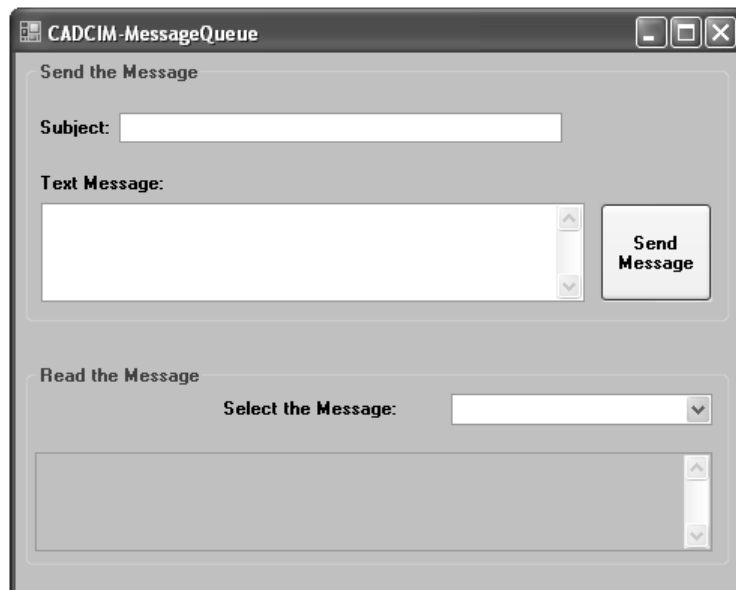 CADCIM-MessageQueue
Send the Message
Subject:
Text Message:
Send
Message
Read the Message
Select the Message: